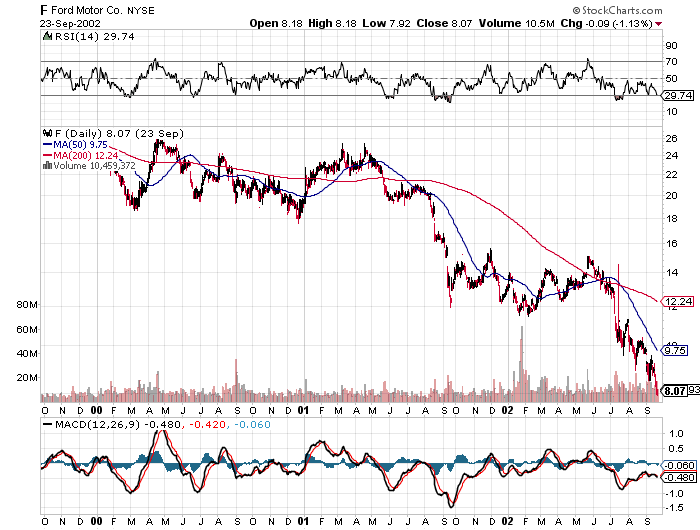 F Ford Motor Co. NYSE © StockCharts.com
23-Sep-2002 Open 8.18 High 8.18 Low 7.92 Close 8.07 Volume 10.5M Chg -0.09 (-1.13%)
RSI(14) 29.74
90
70
50
29.74
10
F (Daily) 8.07 (23 Sep)
MA(50) 9.75
MA(200) 12.24
Volume 10,459,372
26
24
22
20
18
16
14
12.24
12
10
9.75
8.07
93
80M
60M
40M
20M
O N D 00 F M A M J J A S O N D 01 F M A M J J A S O N D 02 F M A M J J A S
MACD(12,26,9) -0.480, -0.420, -0.060
1.0
0.5
-0.060
-0.480
-1.0
-1.5
O N D 00 F M A M J J A S O N D 01 F M A M J J A S O N D 02 F M A M J J A S